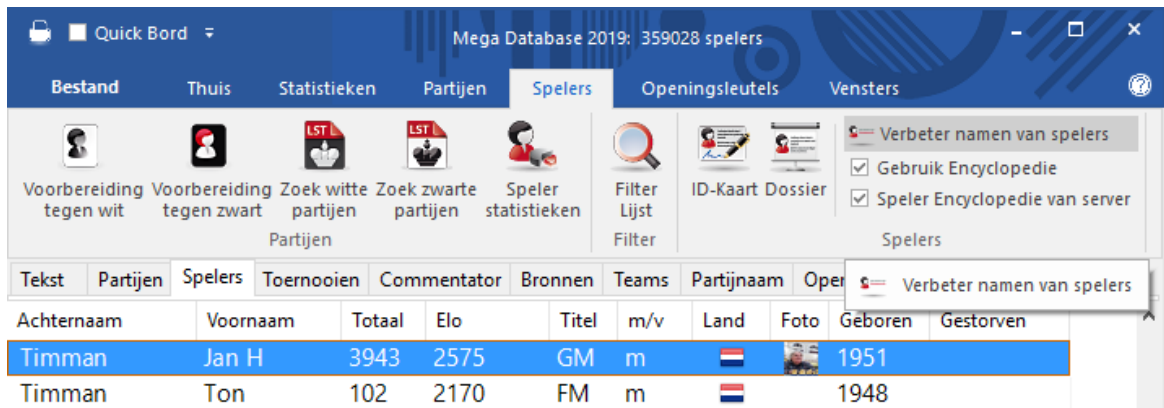 Quick Bord
Mega Database 2019: 359028 spelers
Bestand Thuis Statistieken Partijen Spelers Openingsleutels Vensters
LST LST
Verbeter namen van spelers
Gebruik Encyclopedie
Speler Encyclopedie van server
Voorbereiding tegen wit
Voorbereiding tegen zwart
Zoek witte partijen
Zoek zwarte partijen
Speler statistieken
Filter Lijst
ID-Kaart Dossier
Partijen Filter Spelers
Tekst Partijen Spelers Toernooien Commentator Bronnen Teams Partijnaam
Verbeter namen van spelers
Achternaam Voornaam Totaal Elo Titel m/v Land Foto Geboren Gestorven
Timman Jan H 3943 2575 GM m 1951
Timman Ton 102 2170 FM m 1948